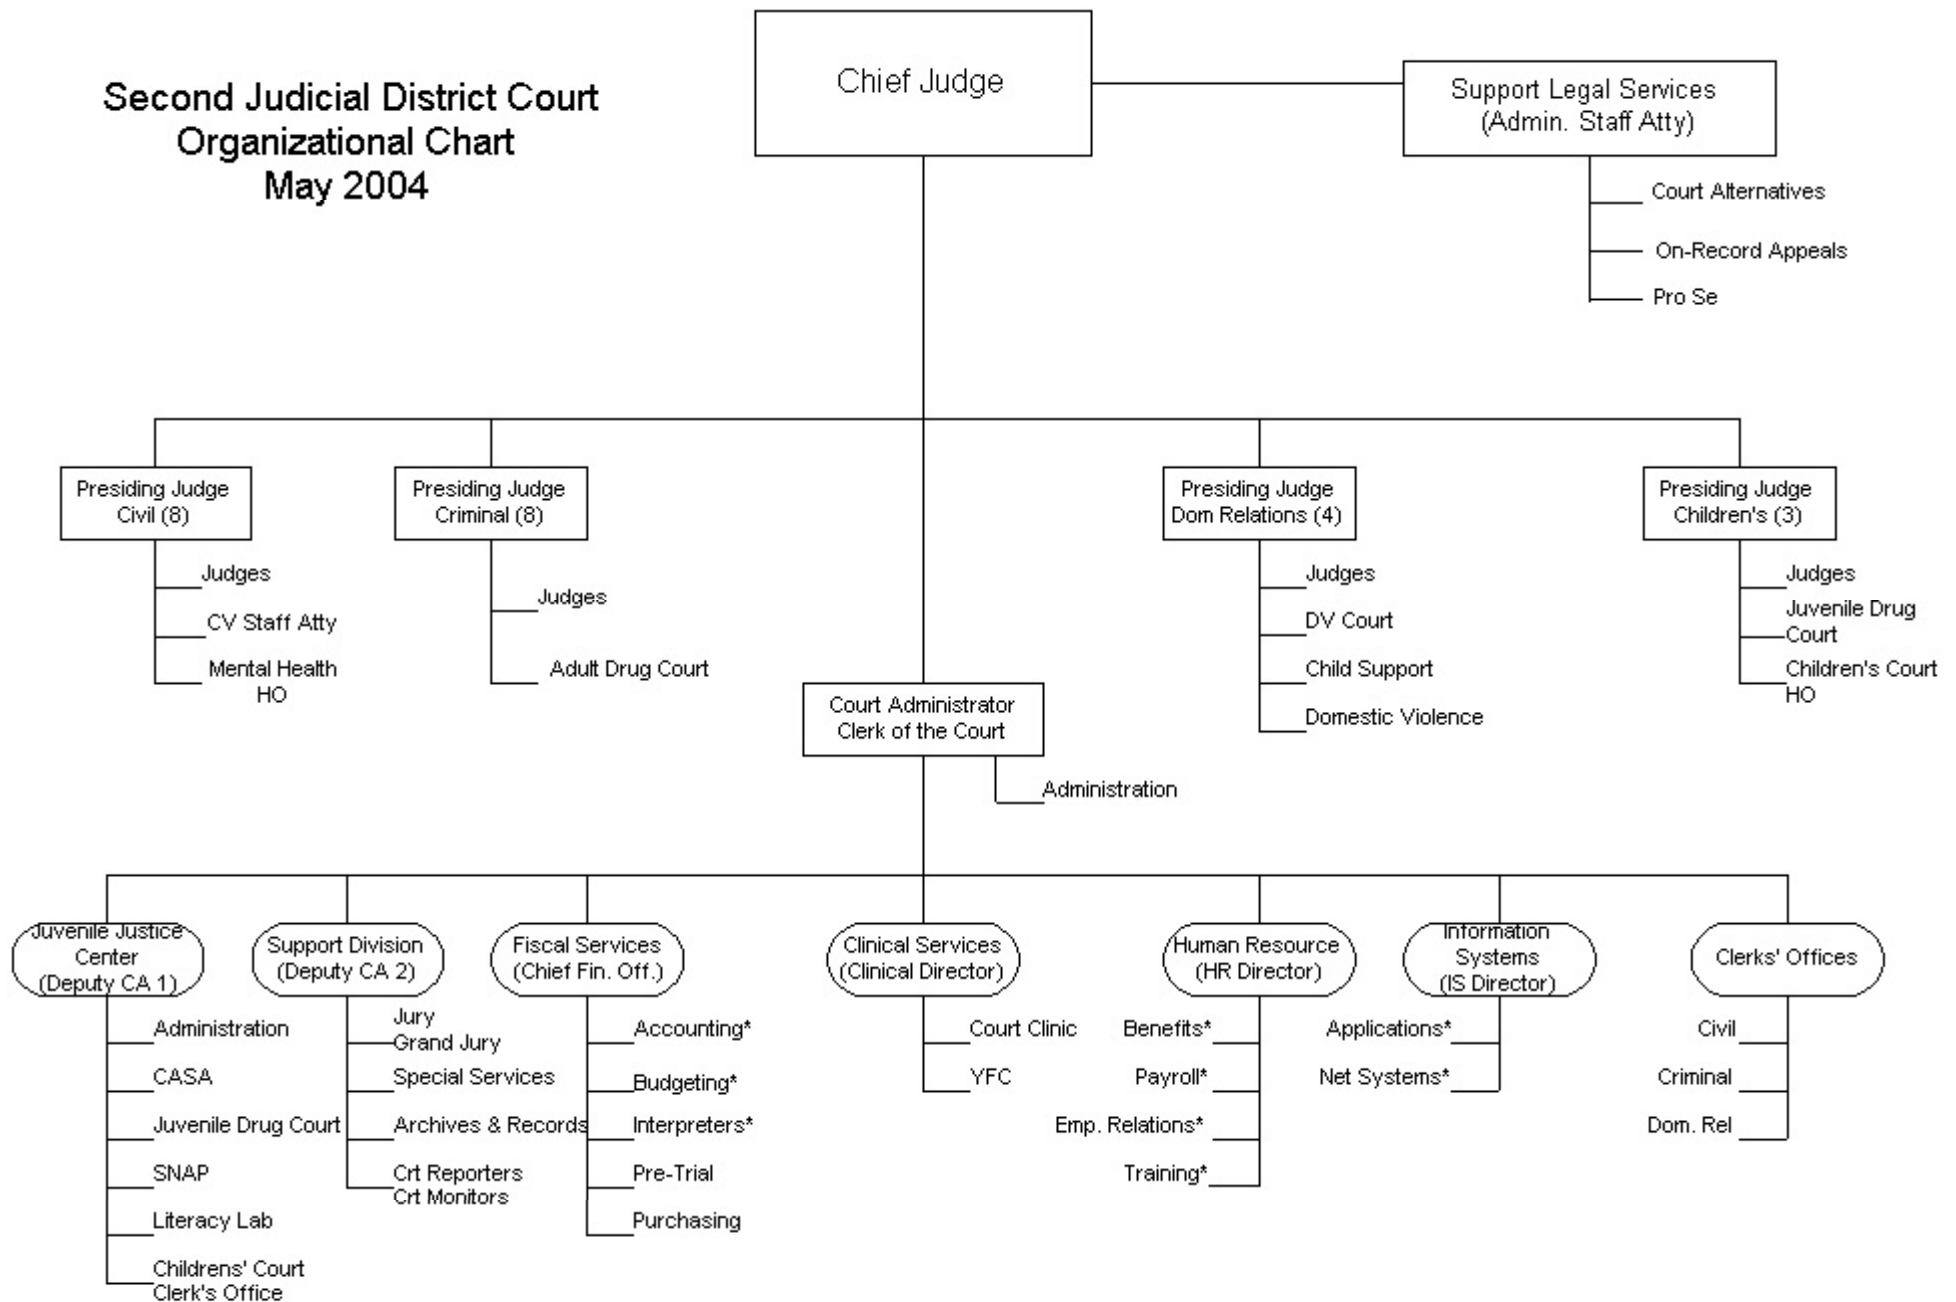 Second Judicial District Court
Organizational Chart
May 2004
Chief Judge
Support Legal Services
(Admin. Staff Atty)
Court Alternatives
On-Record Appeals
Pro Se
Presiding Judge
Civil (8)
Judges
CV Staff Atty
Mental Health
HO
Presiding Judge
Criminal (8)
Judges
Adult Drug Court
Presiding Judge
Dom Relations (4)
Judges
DV Court
Child Support
Domestic Violence
Presiding Judge
Children's (3)
Judges
Juvenile Drug
Court
Children's Court
HO
Court Administrator
Clerk of the Court
Administration
Juvenile Justice
Center
(Deputy CA 1)
Administration
CASA
Juvenile Drug Court
SNAP
Literacy Lab
Childrens' Court
Clerk's Office
Support Division
(Deputy CA 2)
Jury
Grand Jury
Special Services
Archives & Records
Crt Reporters
Crt Monitors
Fiscal Services
(Chief Fin. Off.)
Accounting*
Budgeting*
Interpreters*
Pre-Trial
Purchasing
Clinical Services
(Clinical Director)
Court Clinic
YFC
Human Resource
(HR Director)
Benefits*
Payroll*
Emp. Relations*
Training*
Information
Systems
(IS Director)
Applications*
Net Systems*
Clerks' Offices
Civil
Criminal
Dom. Rel